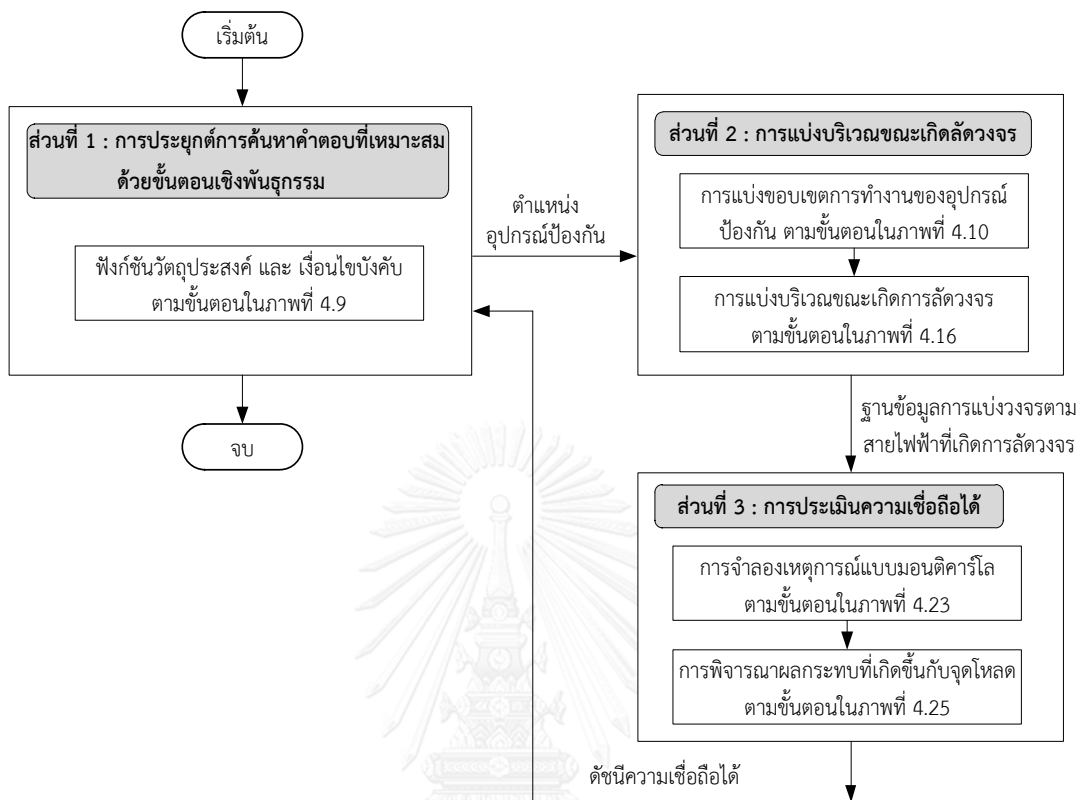 เริ่มต้น
ส่วนที่ 1 : การประยุกต์การค้นหาคำตอบที่เหมาะสม
ด้วยขั้นตอนเชิงพันธุกรรม
ฟังก์ชันวัตถุประสงค์ และ เงื่อนไขบังคับ
ตามขั้นตอนในภาพที่ 4.9
จบ
ตำแหน่ง
อุปกรณ์ป้องกัน
ส่วนที่ 2 : การแบ่งบริเวณขณะเกิดลัดวงจร
การแบ่งขอบเขตการทำงานของอุปกรณ์
ป้องกัน ตามขั้นตอนในภาพที่ 4.10
การแบ่งบริเวณขณะเกิดการลัดวงจร
ตามขั้นตอนในภาพที่ 4.16
ฐานข้อมูลการแบ่งวงจรตาม
สายไฟฟ้าที่เกิดการลัดวงจร
ส่วนที่ 3 : การประเมินความเชื่อถือได้
การจำลองเหตุการณ์แบบมอนติคาร์โล
ตามขั้นตอนในภาพที่ 4.23
การพิจารณาผลกระทบที่เกิดขึ้นกับจุดโหลด
ตามขั้นตอนในภาพที่ 4.25
ดัชนีความเชื่อถือได้